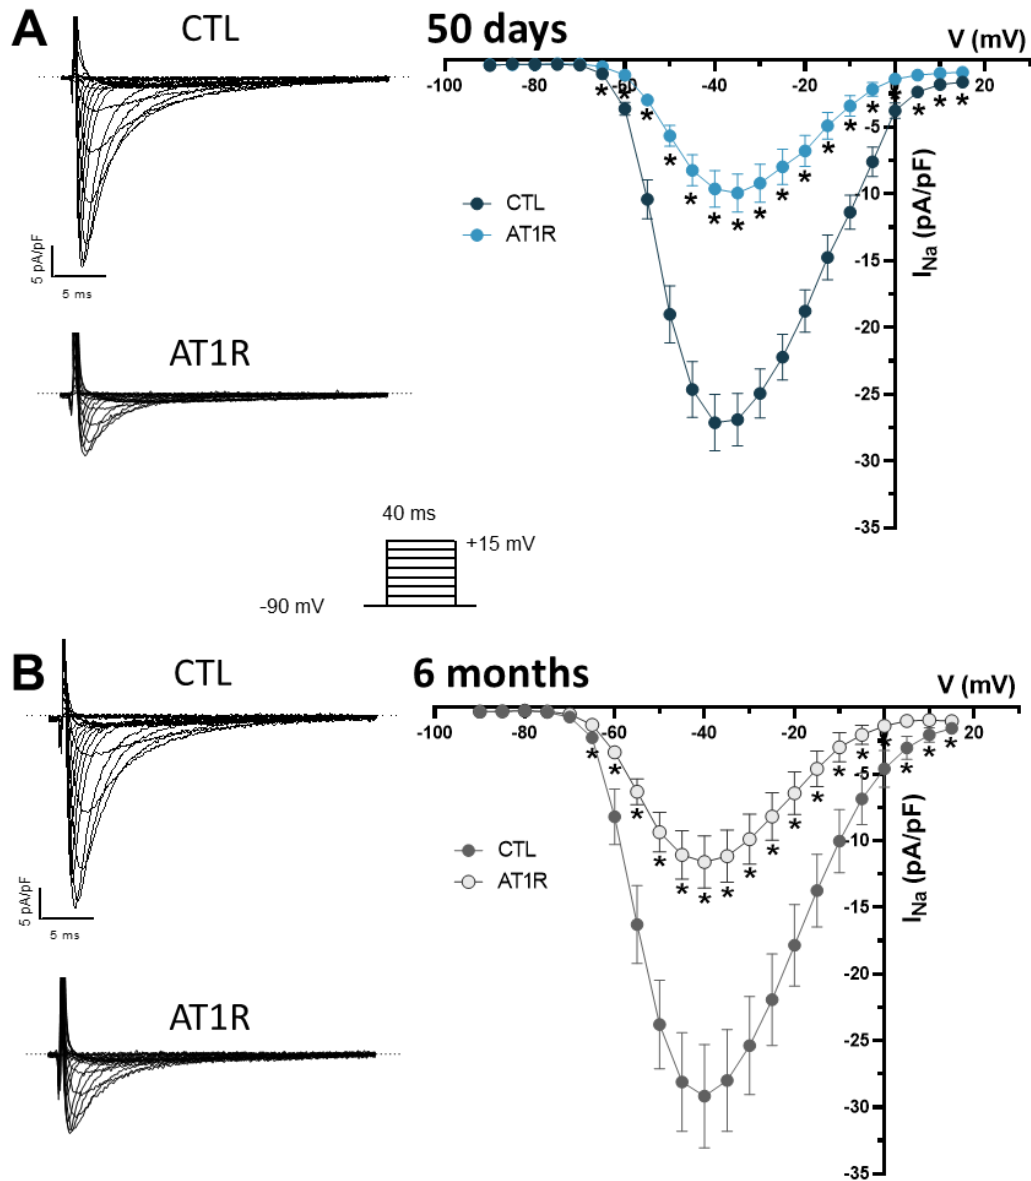 A
CTL
5 pA/pF
5 ms
AT1R
50 days
V (mV)
-100
-80
-60
-40
-20
20
* * * * * * * * * * * * * * * * *
-5
-10
-15
-20
-25
-30
-35
I_Na (pA/pF)
CTL
AT1R
40 ms
+15 mV
-90 mV
B
CTL
5 pA/pF
5 ms
AT1R
6 months
V (mV)
-100
-80
-60
-40
-20
20
* * * * * * * * * * * * * * * * *
-5
-10
-15
-20
-25
-30
-35
I_Na (pA/pF)
CTL
AT1R